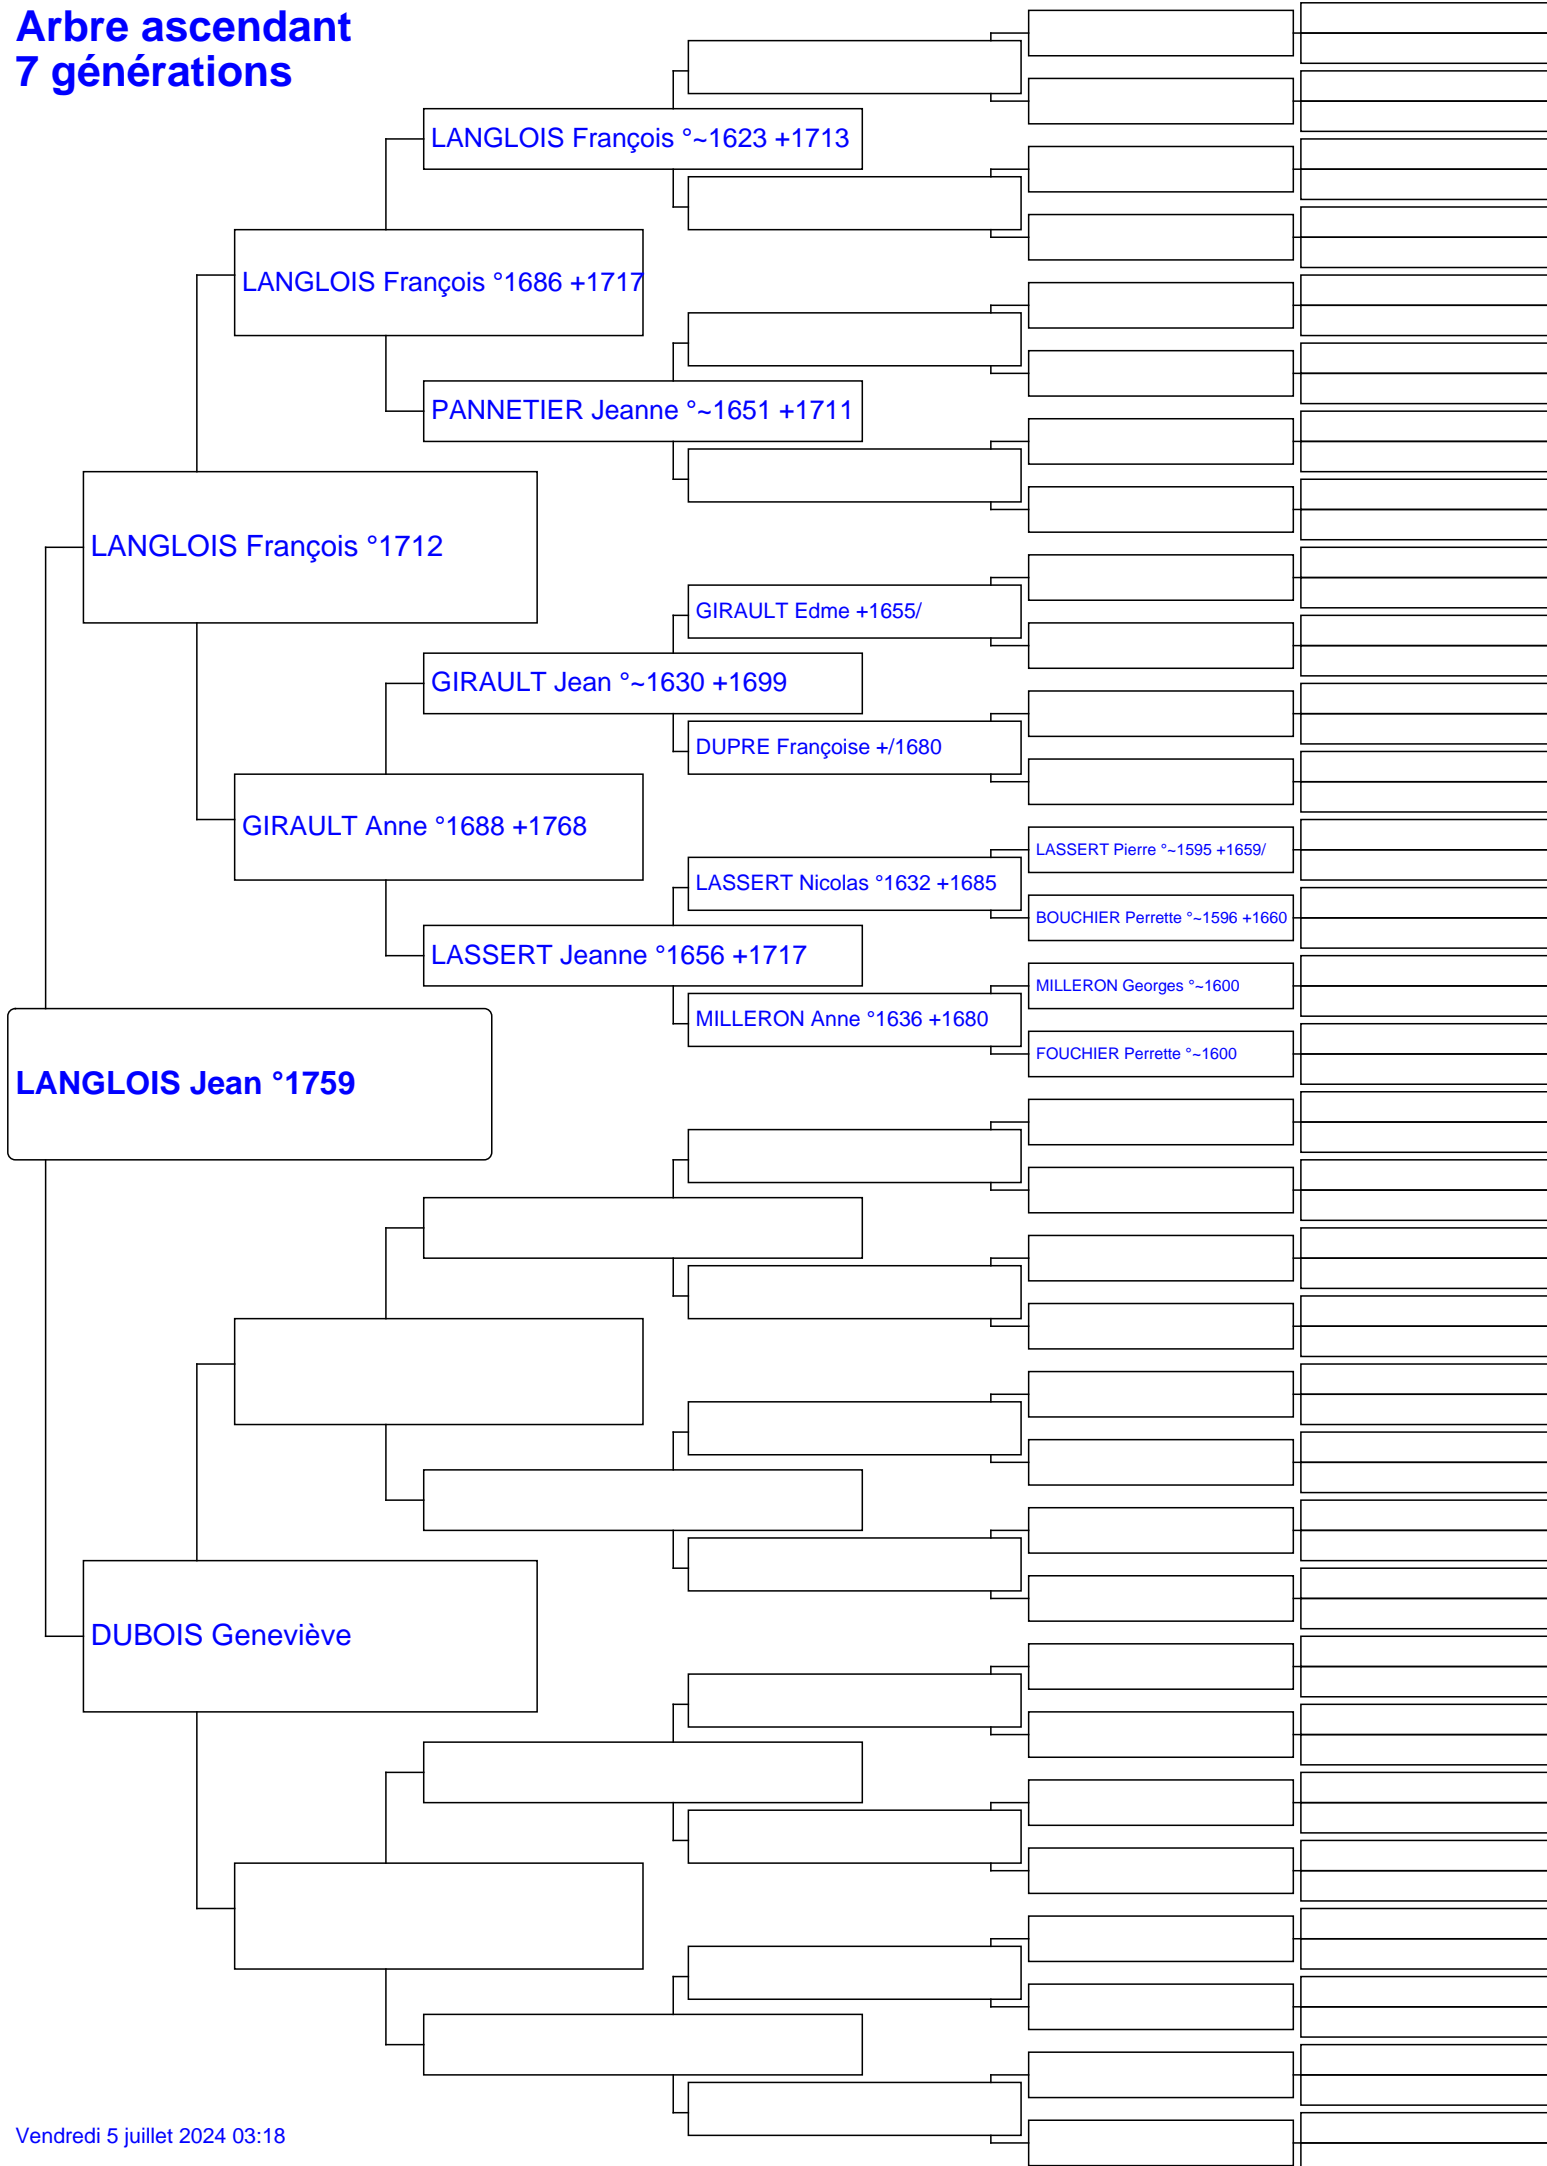 Arbre ascendant
7 générations
LANGLOIS François °~1623 +1713
LANGLOIS François °1686 +1717
PANNETIER Jeanne °~1651 +1711
LANGLOIS François °1712
GIRAULT Edme +1655/
GIRAULT Jean °~1630 +1699
DUPRE Françoise +/1680
GIRAULT Anne °1688 +1768
LASSERT Pierre °~1595 +1659/
LASSERT Nicolas °1632 +1685
BOUCHIER Perrette °~1596 +1660
LASSERT Jeanne °1656 +1717
MILLERON Georges °~1600
MILLERON Anne °1636 +1680
FOUCHIER Perrette °~1600
LANGLOIS Jean °1759
DUBOIS Geneviève
Vendredi 5 juillet 2024 03:18